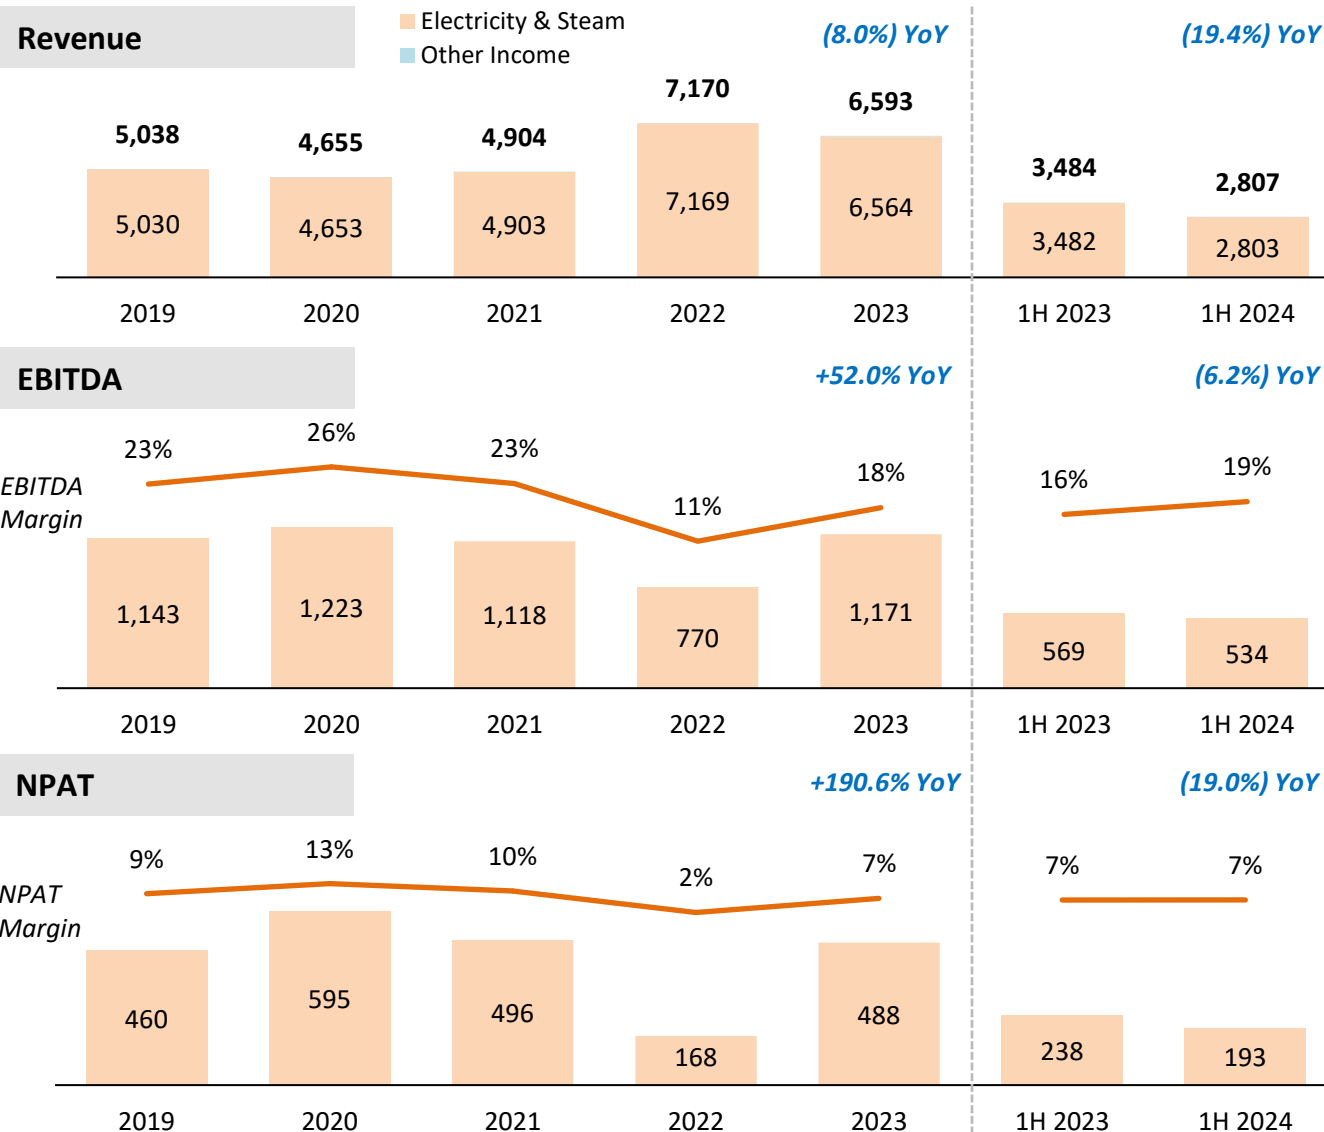 Revenue
Electricity & Steam
Other Income
(8.0%) YoY
(19.4%) YoY
5,038
4,655
4,904
7,170
6,593
3,484
2,807
5,030
4,653
4,903
7,169
6,564
3,482
2,803
2019
2020
2021
2022
2023
1H 2023
1H 2024
EBITDA
+52.0% YoY
(6.2%) YoY
EBITDA
Margin
23%
26%
23%
11%
18%
16%
19%
1,143
1,223
1,118
770
1,171
569
534
2019
2020
2021
2022
2023
1H 2023
1H 2024
NPAT
+190.6% YoY
(19.0%) YoY
NPAT
Margin
9%
13%
10%
2%
7%
7%
7%
460
595
496
168
488
238
193
2019
2020
2021
2022
2023
1H 2023
1H 2024